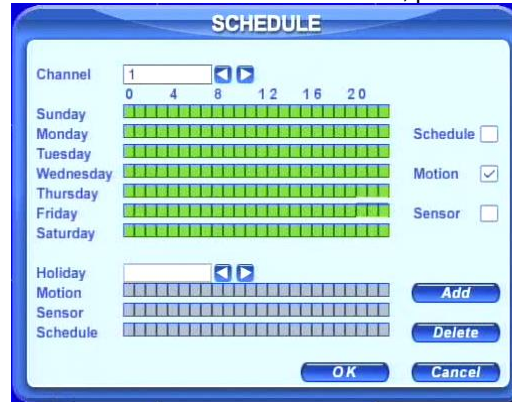 SCHEDULE
Channel 1
0 4 8 12 16 20
Sunday
Monday
Schedule
Tuesday
Wednesday
Motion
Thursday
Friday
Sensor
Saturday
Holiday
Motion
Add
Sensor
Schedule
Delete
OK
Cancel